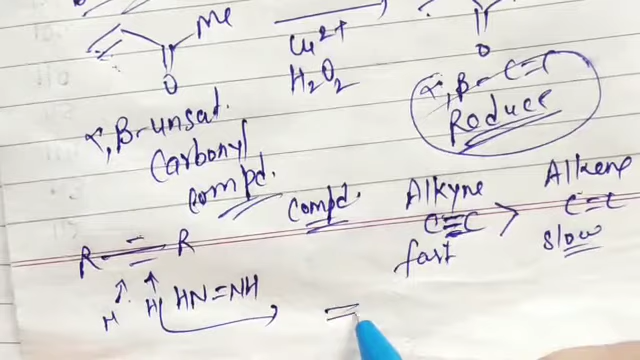 Me
O
Cu2+
H2O2
O
α,β-unsat.
Carbonyl
compd.
α,β-C=C
Reduce
compd.
Alkyne
C≡C
fast
>
Alkene
C=C
slow
R≡R
H H HN=NH